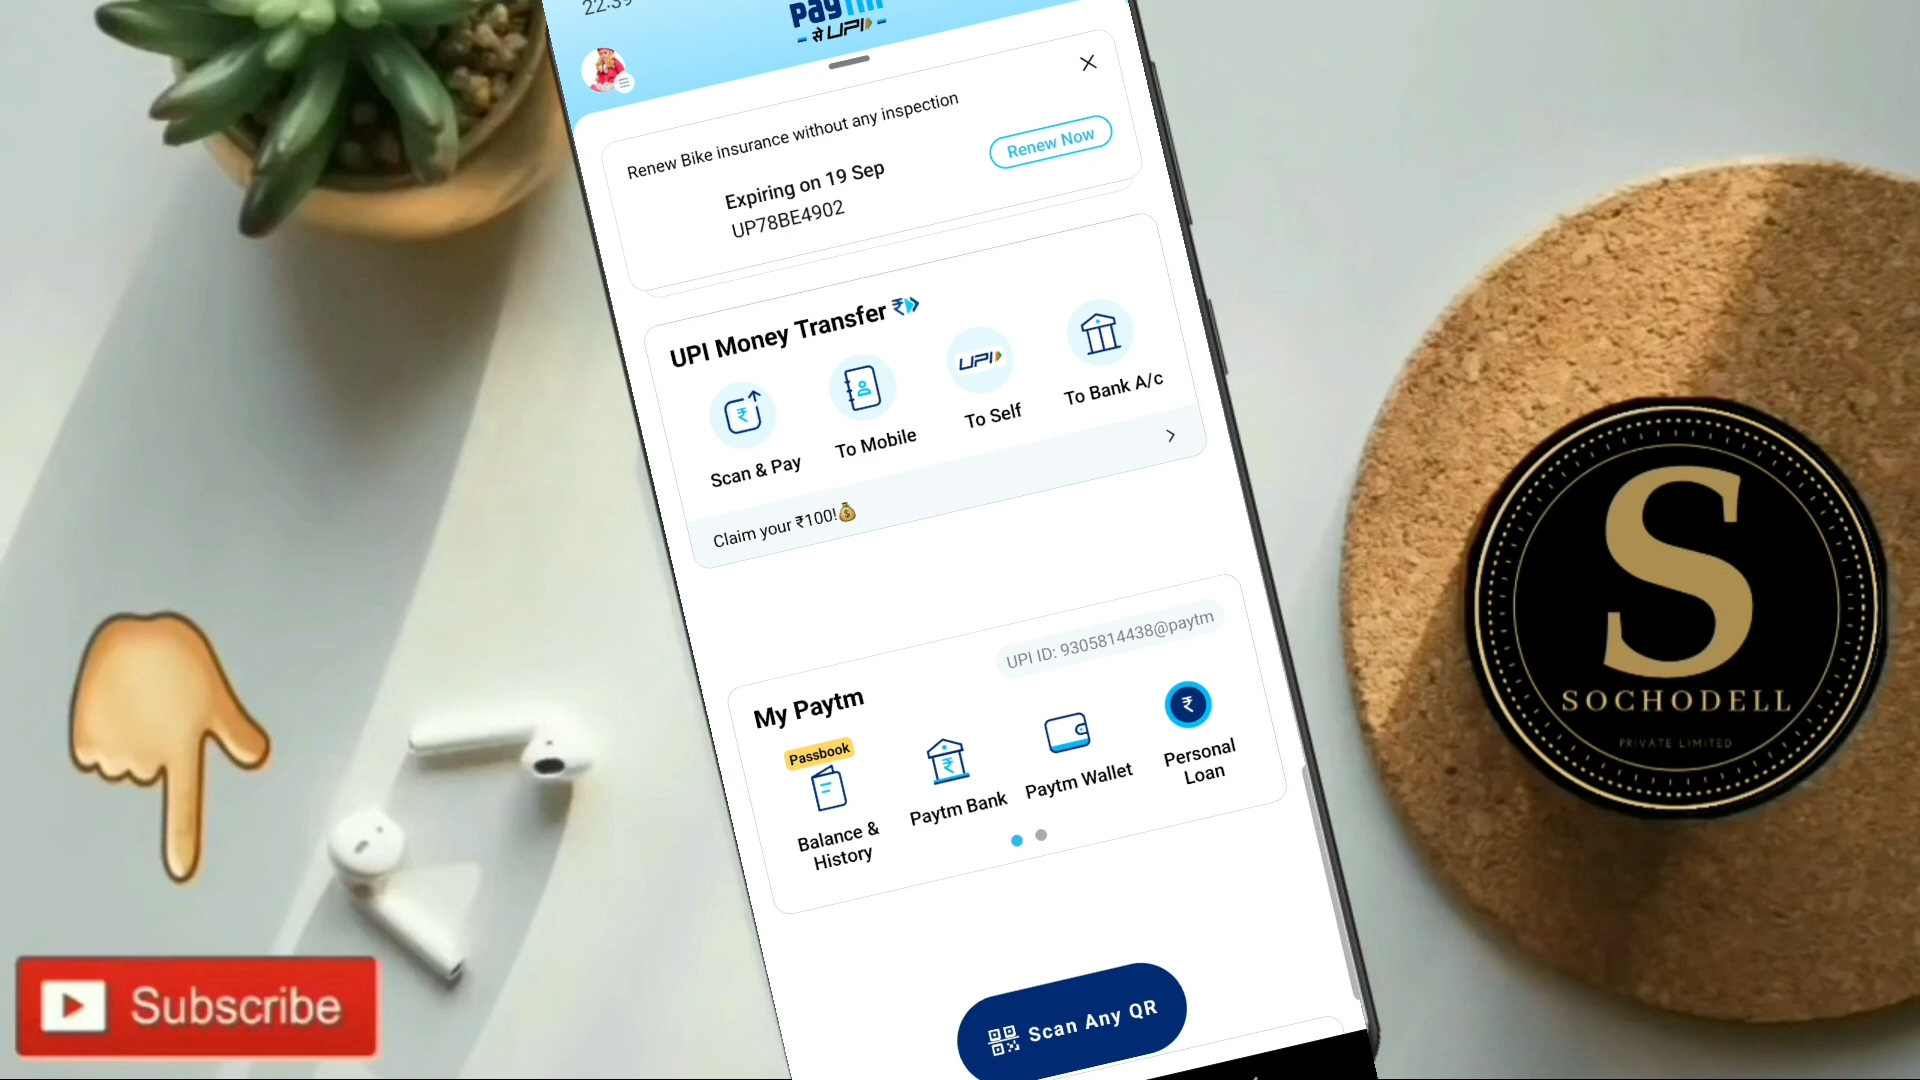 22:39
paytm
से UPI
Renew Bike insurance without any inspection
Expiring on 19 Sep
UP78BE4902
Renew Now
UPI Money Transfer
Scan & Pay
To Mobile
UPI
To Self
To Bank A/c
Claim your ₹100!
UPI ID: 9305814438@paytm
My Paytm
Passbook
Balance &
History
Paytm Bank
Paytm Wallet
Personal
Loan
Scan Any QR
Subscribe
S
SOCHODELL
PRIVATE LIMITED